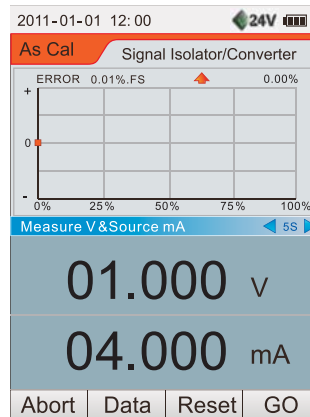 2011-01-01 12:00 24V
As Cal Signal Isolator/Converter
ERROR 0.01%.FS 0.00%
+
0
-
0% 25% 50% 75% 100%
Measure V&Source mA 5S
01.000 V
04.000 mA
Abort Data Reset GO